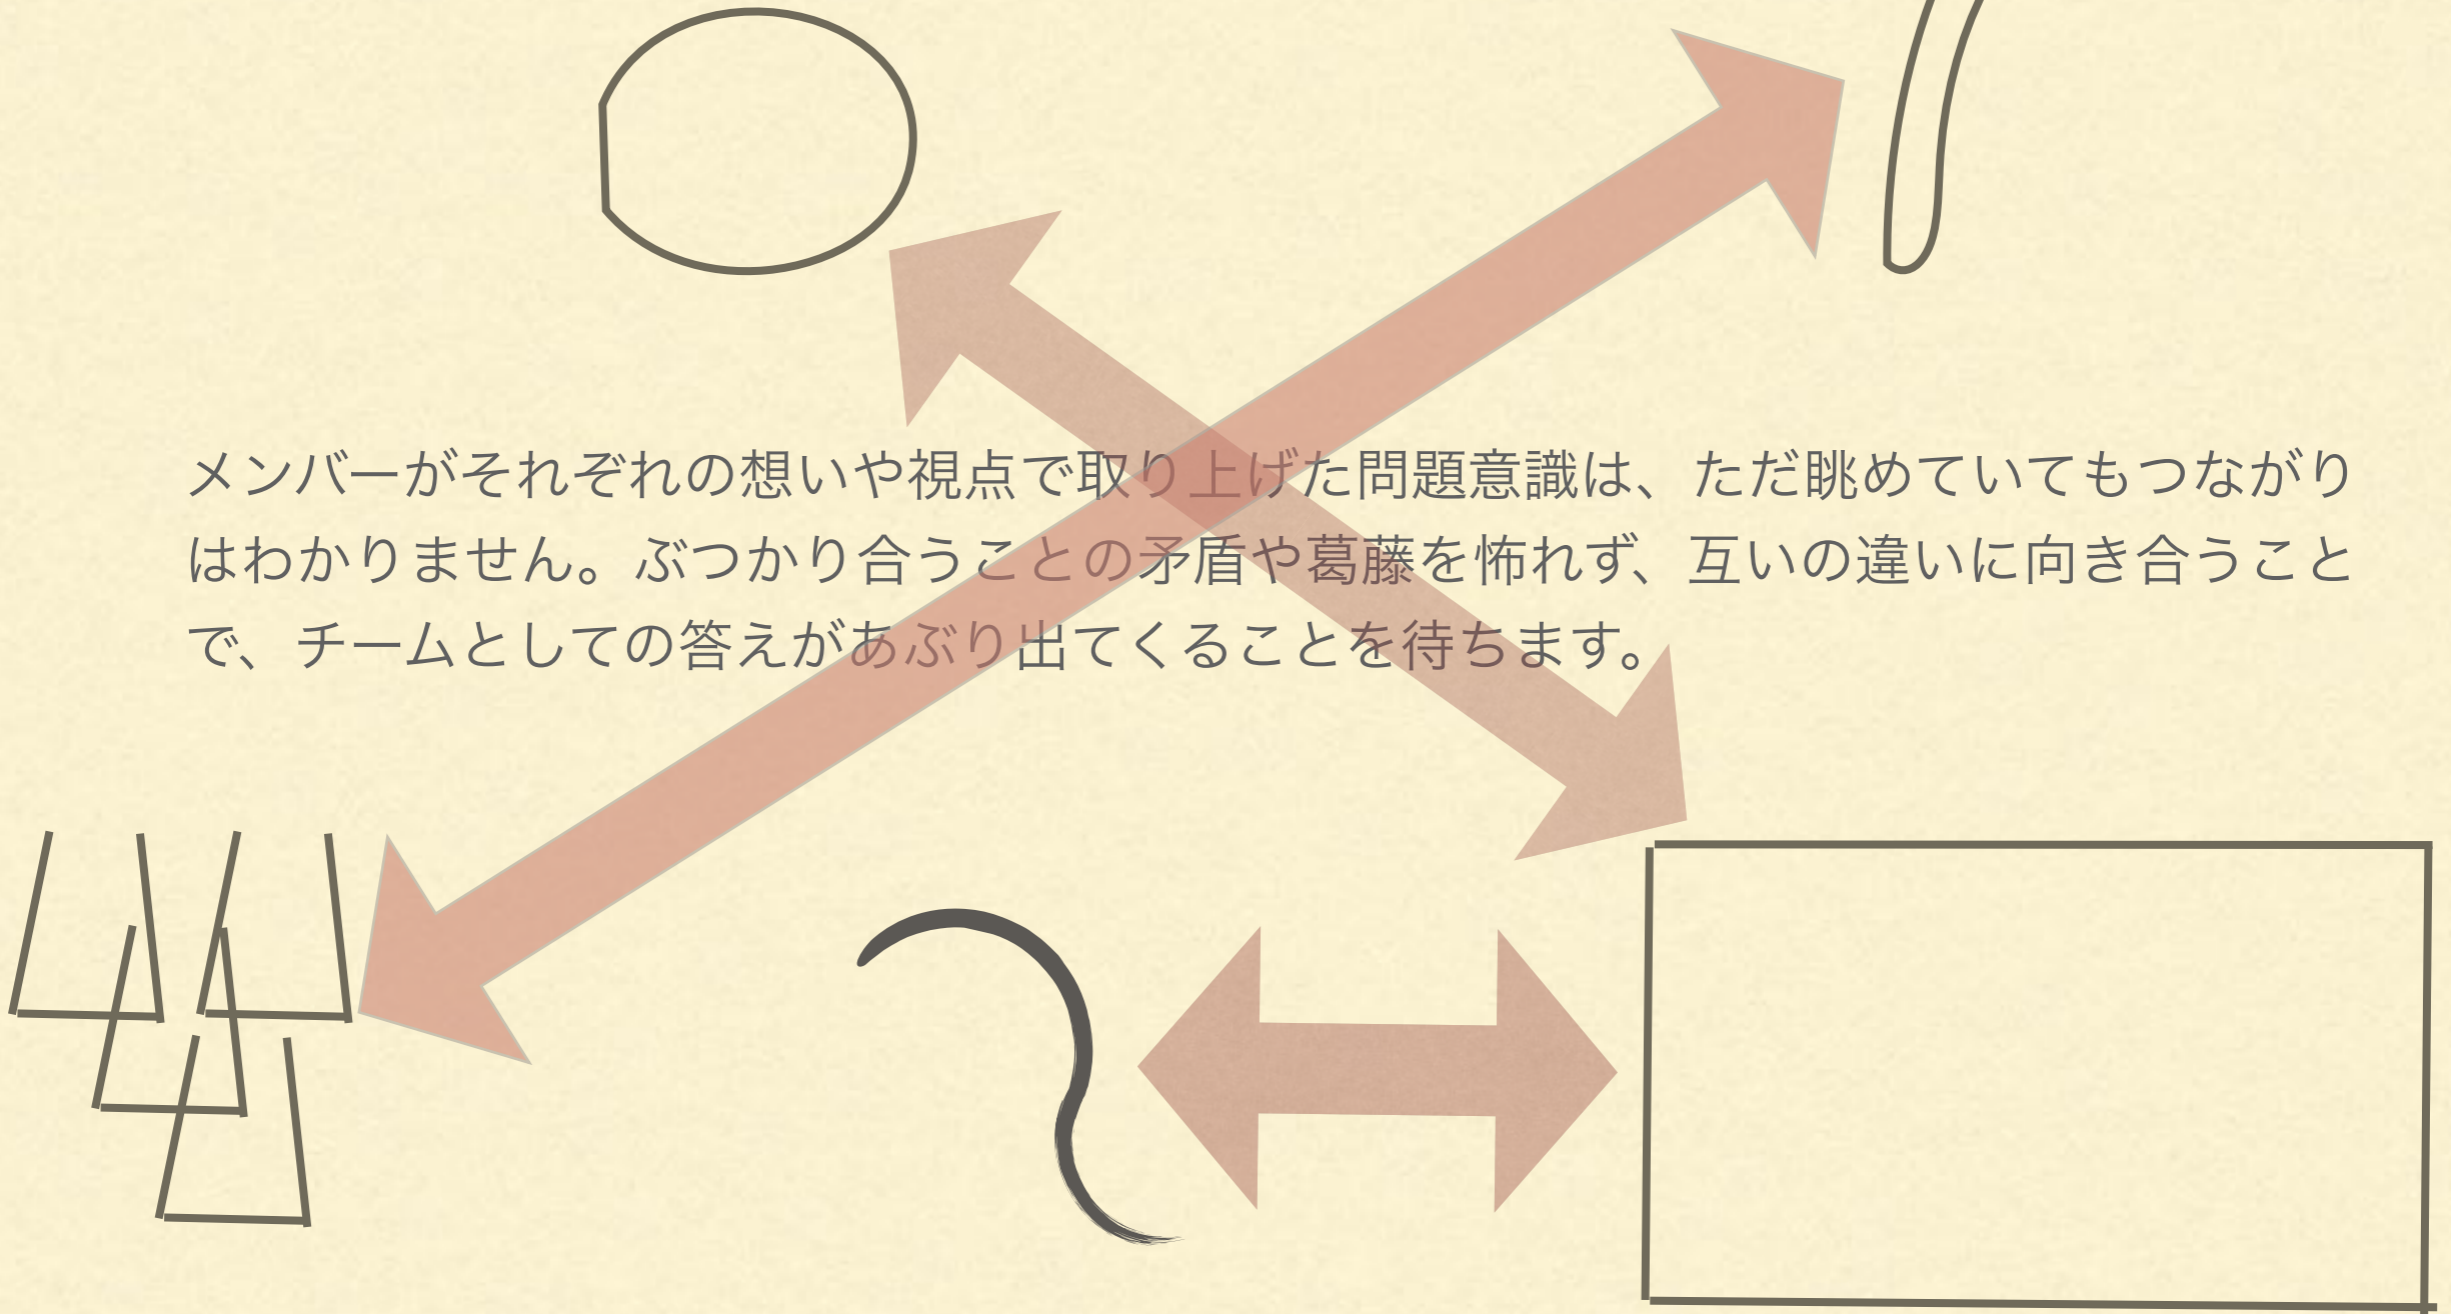 メンバーがそれぞれの想いや視点で取り上げた問題意識は、ただ眺めていてもつながり
はわかりません。ぶつかり合うことの矛盾や葛藤を怖れず、互いの違いに向き合うこと
で、チームとしての答えがあぶり出てくることを待ちます。